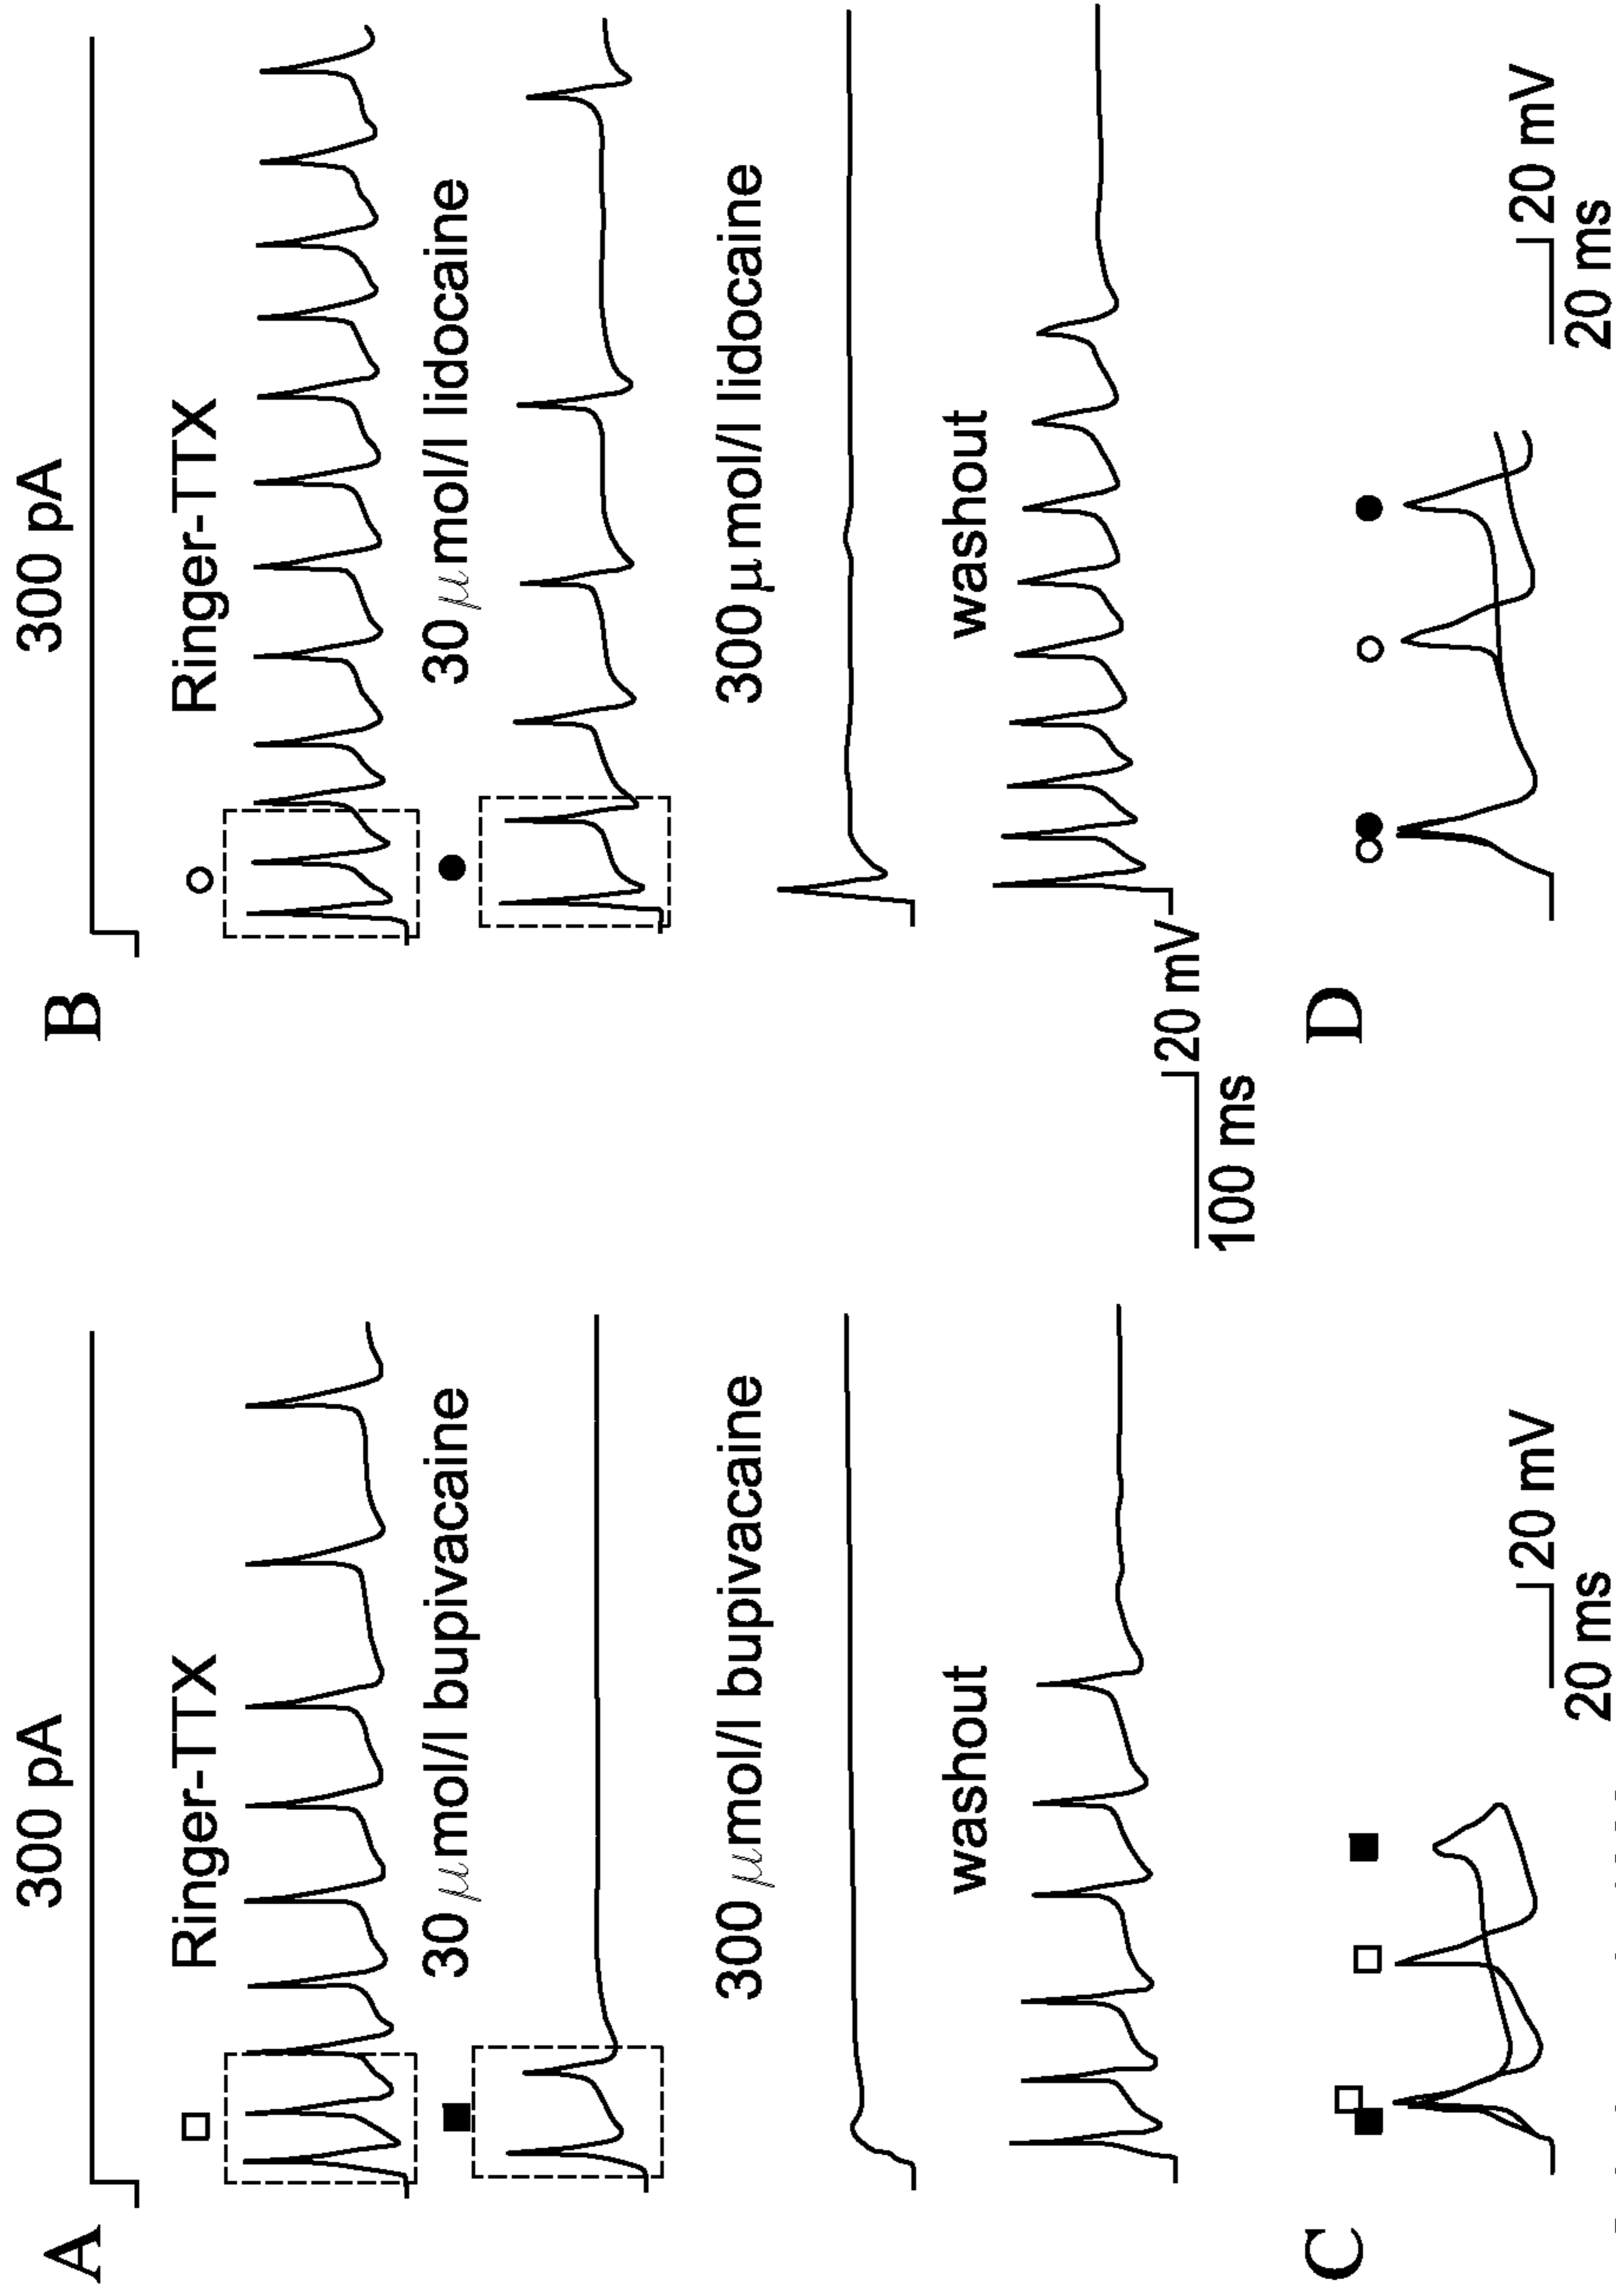 A
300 pA
Ringer-TTX
30 μmol/l bupivacaine
300 μmol/l bupivacaine
washout
B
300 pA
Ringer-TTX
30 μmol/l lidocaine
300 μmol/l lidocaine
washout
20 mV
100 ms
C
20 mV
20 ms
D
20 mV
20 ms